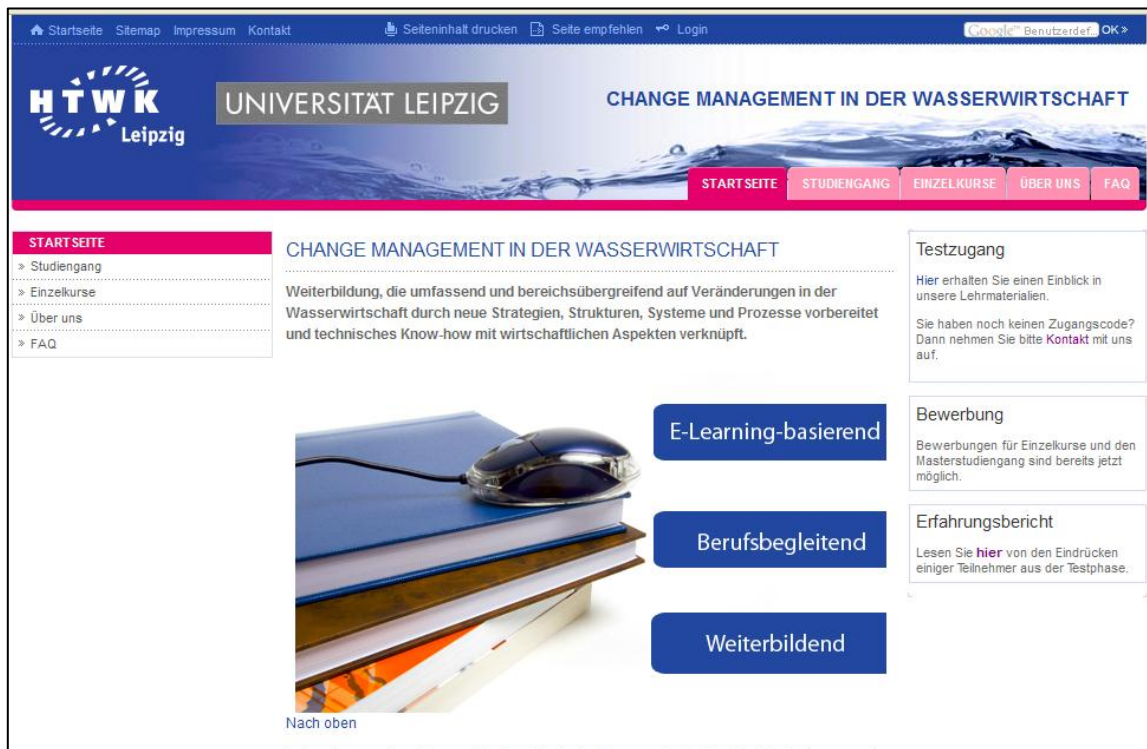 Startseite Sitemap Impressum Kontakt Seiteninhalt drucken Seite empfehlen Login Google™ Benutzerdef... OK »
HTWK
Leipzig
UNIVERSITÄT LEIPZIG
CHANGE MANAGEMENT IN DER WASSERWIRTSCHAFT
STARTSEITE STUDIENGANG EINZELKURSE ÜBER UNS FAQ
STARTSEITE
» Studiengang
» Einzelkurse
» Über uns
» FAQ
CHANGE MANAGEMENT IN DER WASSERWIRTSCHAFT
Weiterbildung, die umfassend und bereichsübergreifend auf Veränderungen in der
Wasserwirtschaft durch neue Strategien, Strukturen, Systeme und Prozesse vorbereitet
und technisches Know-how mit wirtschaftlichen Aspekten verknüpft.
E-Learning-basierend
Berufsbegleitend
Weiterbildend
Nach oben
Testzugang
Hier erhalten Sie einen Einblick in
unsere Lehrmaterialien.
Sie haben noch keinen Zugangscode?
Dann nehmen Sie bitte Kontakt mit uns
auf.
Bewerbung
Bewerbungen für Einzelkurse und den
Masterstudiengang sind bereits jetzt
möglich.
Erfahrungsbericht
Lesen Sie hier von den Eindrücken
einiger Teilnehmer aus der Testphase.